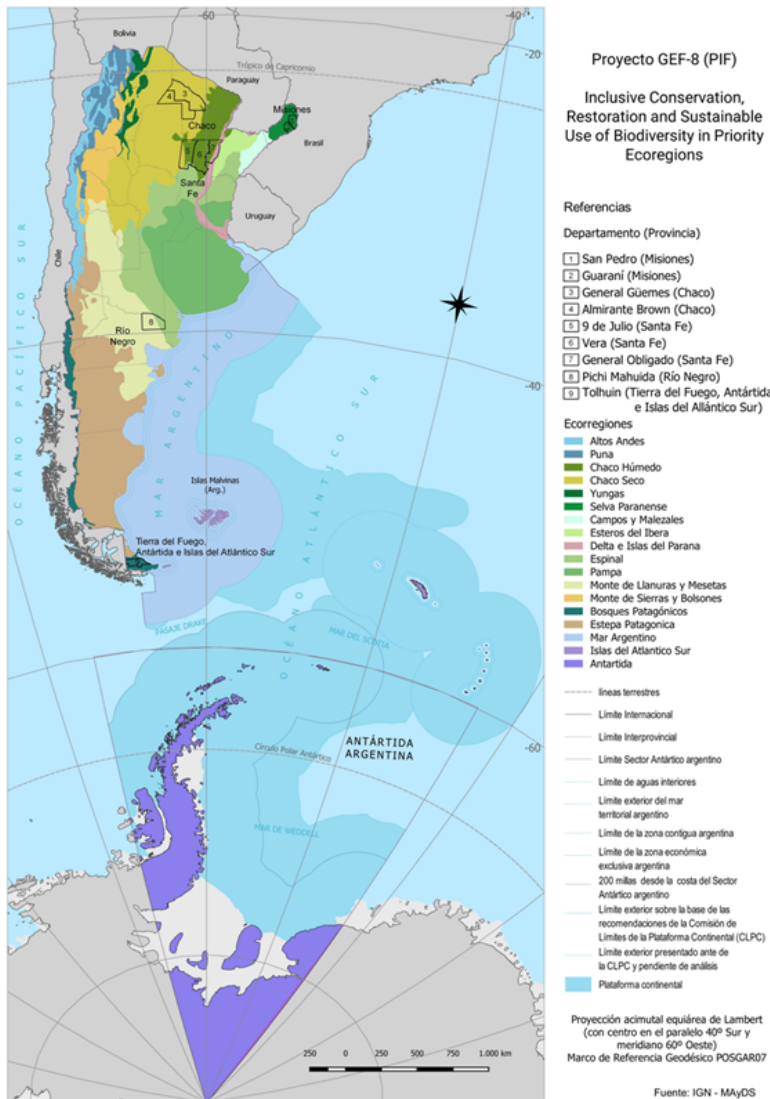 -60
-40
-20
Bolivia
Trópico de Capricornio
Paraguay
4
3
Misiones
Chaco
Brasil
5
6
Santa
Fe
Uruguay
OCÉANO PACÍFICO SUR
Chile
8
Río
Negro
MAR ARGENTINO
OCÉANO ATLÁNTICO SUR
-40
Islas Malvinas
(Arg.)
Tierra del Fuego,
Antártida e Islas del Atlántico Sur
PASAJE DRAKE
MAR DEL SCOTIA
-60
ANTÁRTIDA
ARGENTINA
Círculo Polar Antártico
MAR DE WEDDELL
250 0 250 500 750 1.000 km
Proyecto GEF-8 (PIF)
Inclusive Conservation,
Restoration and Sustainable
Use of Biodiversity in Priority
Ecoregions
Referencias
Departamento (Provincia)
1 San Pedro (Misiones)
2 Guaraní (Misiones)
3 General Güemes (Chaco)
4 Almirante Brown (Chaco)
5 9 de Julio (Santa Fe)
6 Vera (Santa Fe)
7 General Obligado (Santa Fe)
8 Pichi Mahuida (Río Negro)
9 Tolhuin (Tierra del Fuego, Antártida
e Islas del Allántico Sur)
Ecorregiones
Altos Andes
Puna
Chaco Húmedo
Chaco Seco
Yungas
Selva Paranense
Campos y Malezales
Esteros del Ibera
Delta e Islas del Parana
Espinal
Pampa
Monte de Llanuras y Mesetas
Monte de Sierras y Bolsones
Bosques Patagónicos
Estepa Patagonica
Mar Argentino
Islas del Atlantico Sur
Antartida
líneas terrestres
Límite Internacional
Límite Interprovincial
Límite Sector Antártico argentino
Límite de aguas interiores
Límite exterior del mar
territorial argentino
Límite de la zona contigua argentina
Límite de la zona económica
exclusiva argentina
200 millas desde la costa del Sector
Antártico argentino
Límite exterior sobre la base de las
recomendaciones de la Comisión de
Límites de la Plataforma Continental (CLPC)
Límite exterior presentado ante de
la CLPC y pendiente de análisis
Plataforma continental
Proyección acimutal equiárea de Lambert
(con centro en el paralelo 40º Sur y
meridiano 60º Oeste)
Marco de Referencia Geodésico POSGAR07
Fuente: IGN - MAyDS